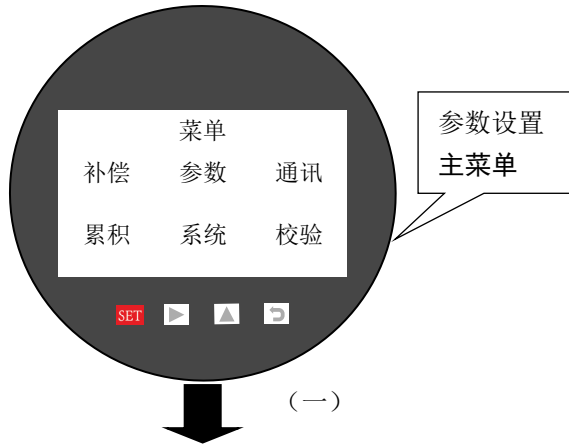 菜单
补偿 参数 通讯
累积 系统 校验
SET
参数设置
主菜单
（一）